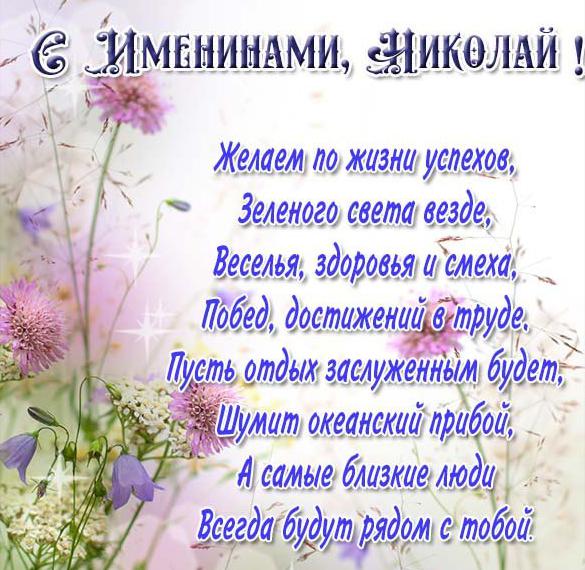 С Именинами, Николай !
Желаем по жизни успехов,
Зеленого света везде,
Веселья, здоровья и смеха,
Побед, достижений в труде.
Пусть отдых заслуженным будет,
Шумит океанский прибой,
А самые близкие люди
Всегда будут рядом с тобой.